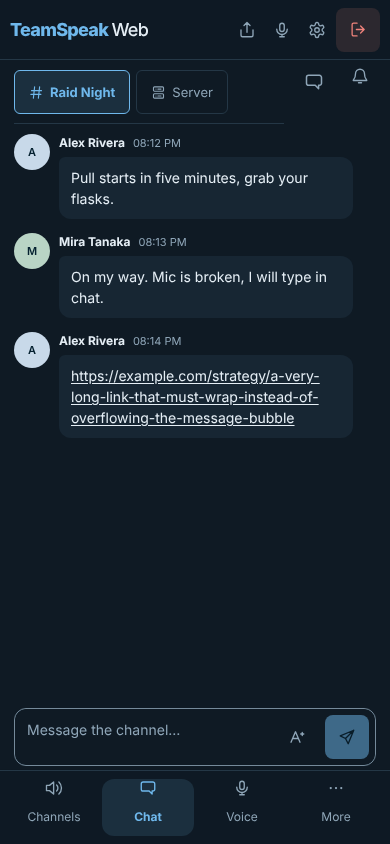 TeamSpeak Web
Raid Night
Server
A
Alex Rivera 08:12 PM
Pull starts in five minutes, grab your
flasks.
M
Mira Tanaka 08:13 PM
On my way. Mic is broken, I will type in
chat.
A
Alex Rivera 08:14 PM
https://example.com/strategy/a-very-
long-link-that-must-wrap-instead-of-
overflowing-the-message-bubble
Message the channel...
A
Channels
Chat
Voice
More